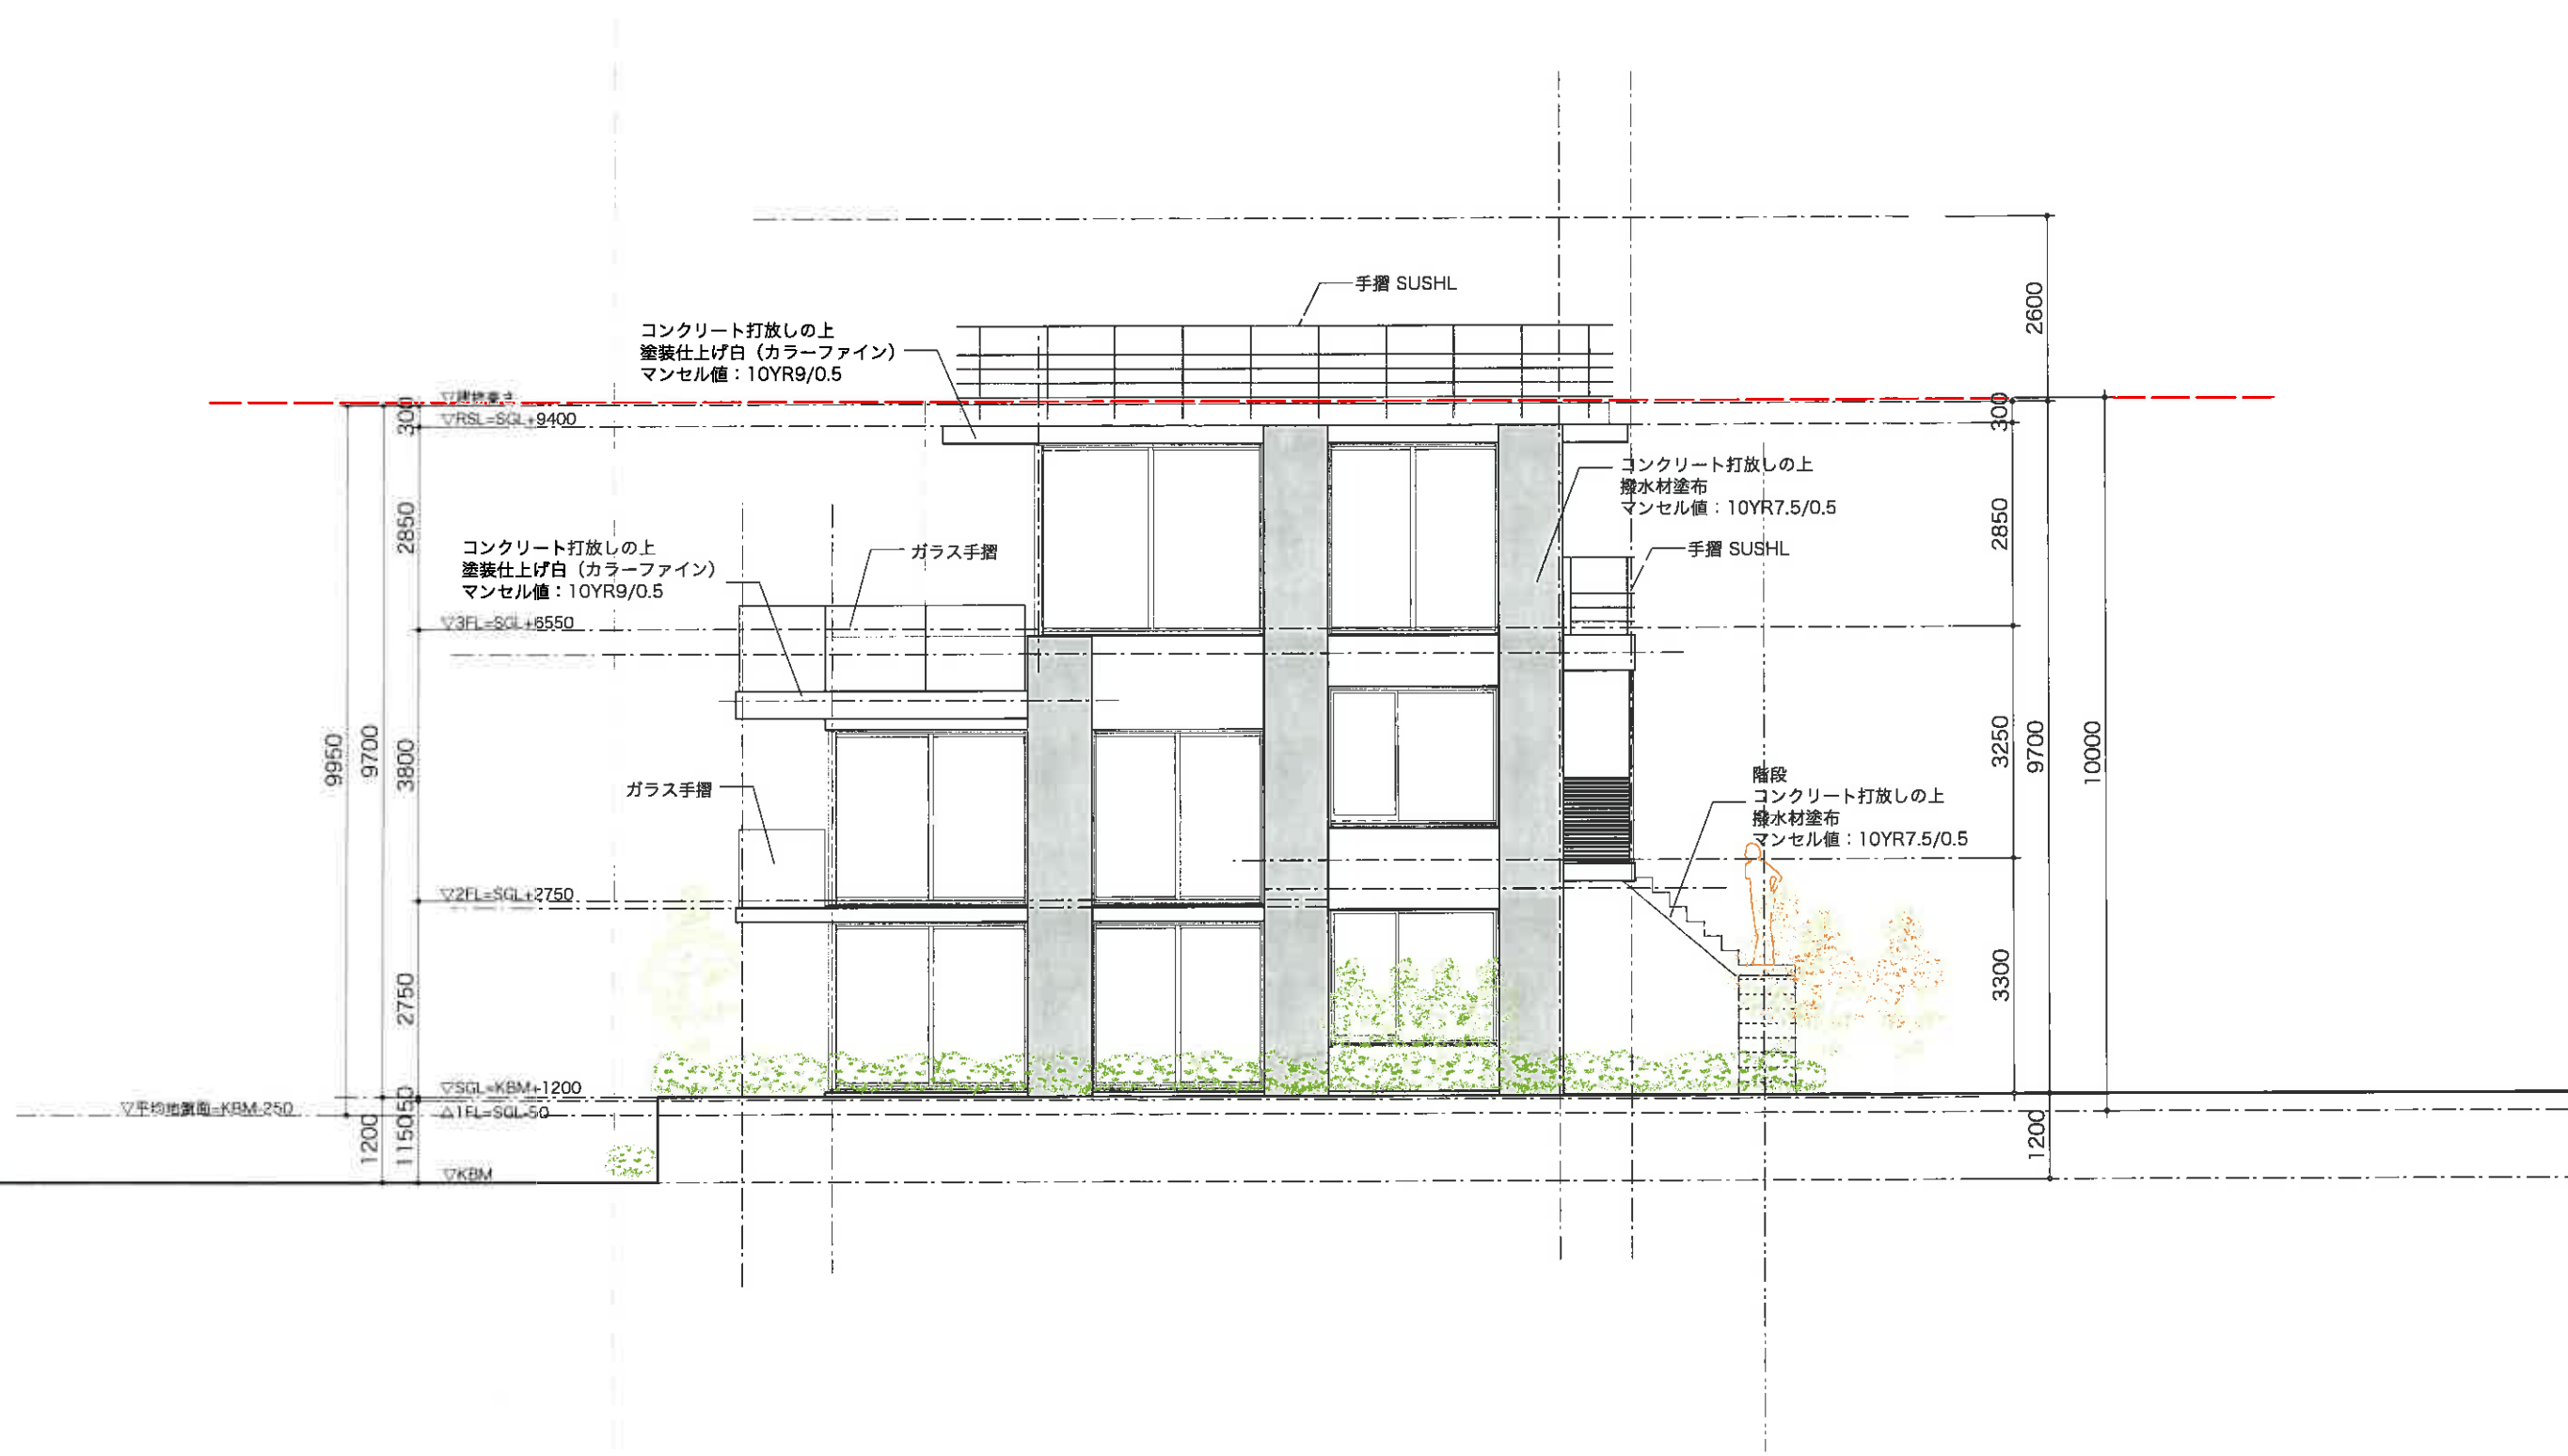 手摺 SUSHL
コンクリート打放しの上
塗装仕上げ白（カラーファイン）
マンセル値：10YR9/0.5
2600
▽建物高さ
300
▽RSL=SGL+9400
300
コンクリート打放しの上
撥水材塗布
マンセル値：10YR7.5/0.5
2850
2850
コンクリート打放しの上
塗装仕上げ白（カラーファイン）
マンセル値：10YR9/0.5
ガラス手摺
手摺 SUSHL
▽3FL=SGL+6550
9950
9700
3800
3250
9700
10000
ガラス手摺
階段
コンクリート打放しの上
撥水材塗布
マンセル値：10YR7.5/0.5
▽2FL=SGL+2750
2750
3300
▽SGL=KBM+1200
▽平均地盤面=KBM-250
△1FL=SGL-50
1200
1150
50
1200
▽KBM